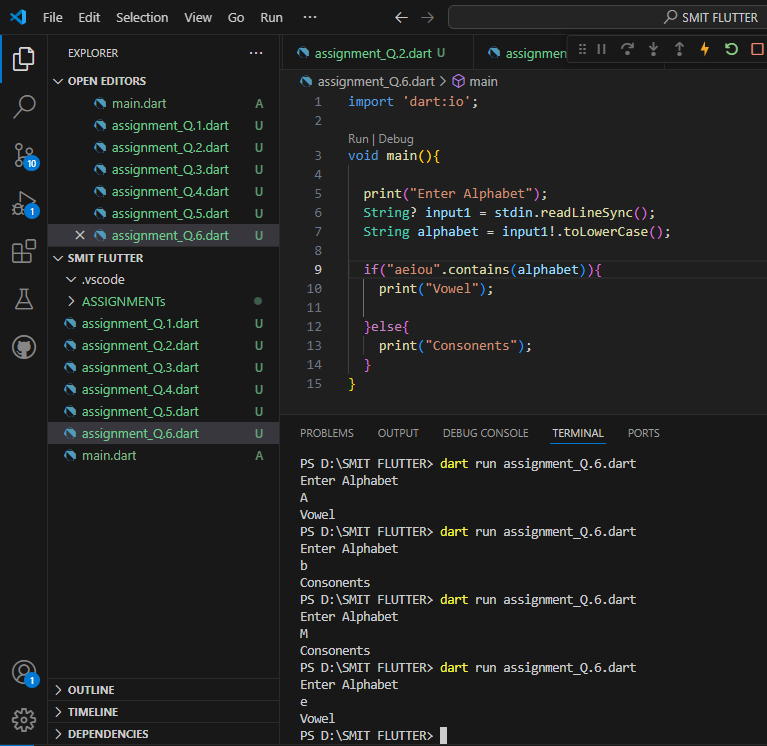 File Edit Selection View Go Run ··· ← → SMIT FLUTTER
EXPLORER ···
OPEN EDITORS
main.dart A
assignment_Q.1.dart U
assignment_Q.2.dart U
assignment_Q.3.dart U
assignment_Q.4.dart U
assignment_Q.5.dart U
assignment_Q.6.dart U
SMIT FLUTTER
.vscode
ASSIGNMENTs
assignment_Q.1.dart U
assignment_Q.2.dart U
assignment_Q.3.dart U
assignment_Q.4.dart U
assignment_Q.5.dart U
assignment_Q.6.dart U
main.dart A
OUTLINE
TIMELINE
DEPENDENCIES
10
1
1
assignment_Q.2.dart U assignmen
assignment_Q.6.dart > main
1 import 'dart:io';
2
Run | Debug
3 void main(){
4
5 print("Enter Alphabet");
6 String? input1 = stdin.readLineSync();
7 String alphabet = input1!.toLowerCase();
8
9 if("aeiou".contains(alphabet)){
10 print("Vowel");
11
12 }else{
13 print("Consonents");
14 }
15 }
PROBLEMS OUTPUT DEBUG CONSOLE TERMINAL PORTS
PS D:\SMIT FLUTTER> dart run assignment_Q.6.dart
Enter Alphabet
A
Vowel
PS D:\SMIT FLUTTER> dart run assignment_Q.6.dart
Enter Alphabet
b
Consonents
PS D:\SMIT FLUTTER> dart run assignment_Q.6.dart
Enter Alphabet
M
Consonents
PS D:\SMIT FLUTTER> dart run assignment_Q.6.dart
Enter Alphabet
e
Vowel
PS D:\SMIT FLUTTER>